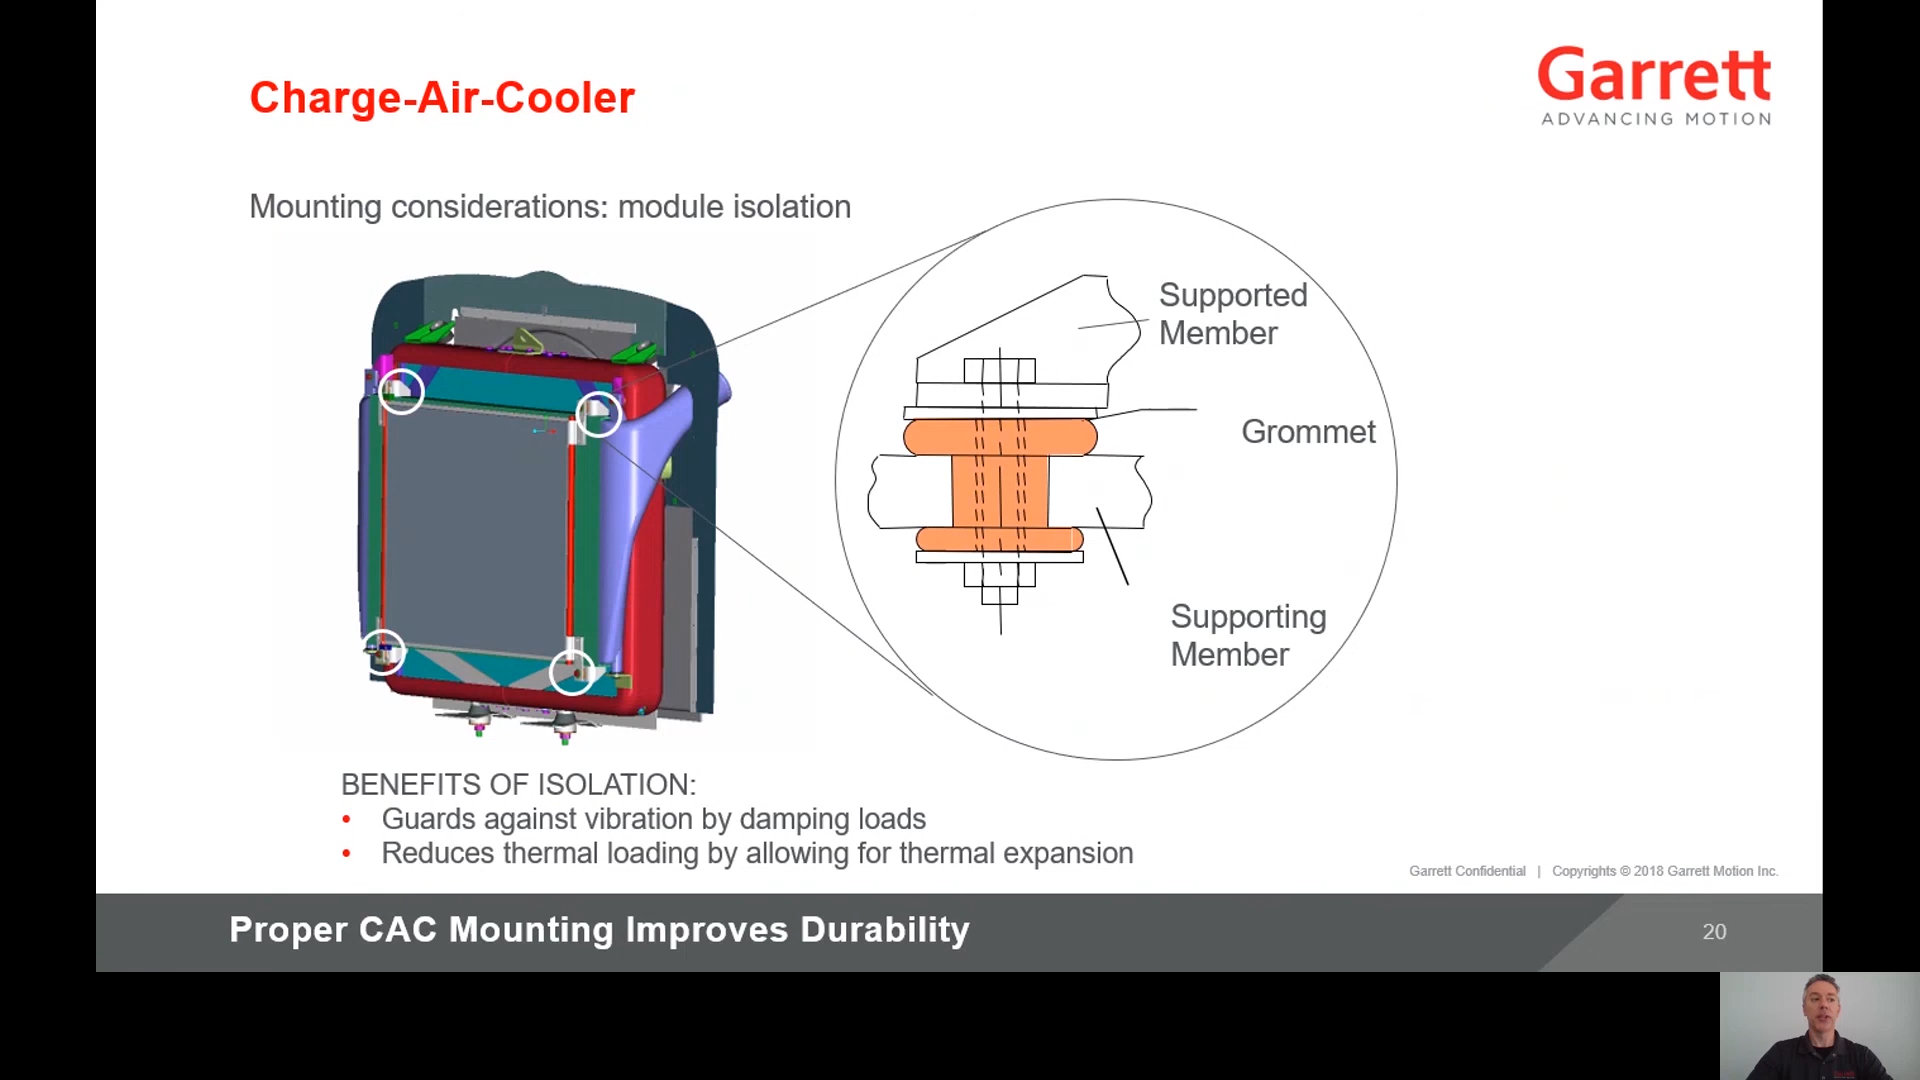 Charge-Air-Cooler
Garrett
ADVANCING MOTION
Mounting considerations: module isolation
Supported
Member
Grommet
Supporting
Member
BENEFITS OF ISOLATION:
• Guards against vibration by damping loads
• Reduces thermal loading by allowing for thermal expansion
Garrett Confidential | Copyrights © 2018 Garrett Motion Inc.
Proper CAC Mounting Improves Durability
20